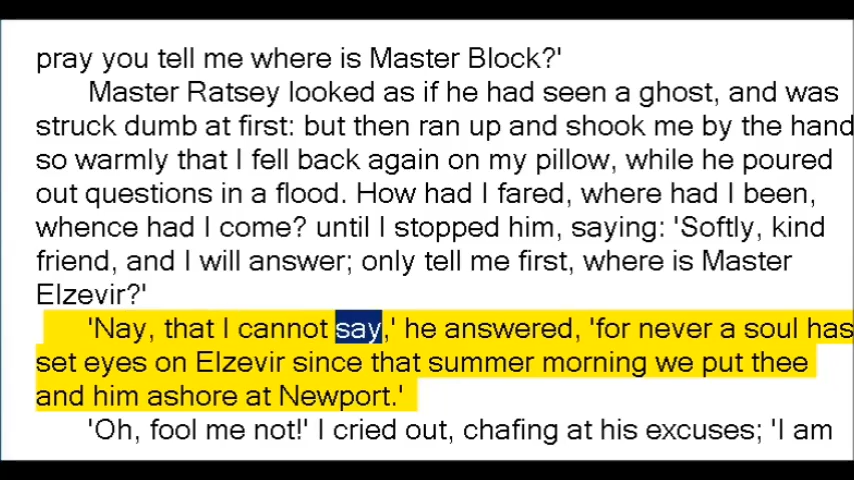 pray you tell me where is Master Block?'
Master Ratsey looked as if he had seen a ghost, and was
struck dumb at first: but then ran up and shook me by the hand
so warmly that I fell back again on my pillow, while he poured
out questions in a flood. How had I fared, where had I been,
whence had I come? until I stopped him, saying: 'Softly, kind
friend, and I will answer; only tell me first, where is Master
Elzevir?'
'Nay, that I cannot say,' he answered, 'for never a soul has
set eyes on Elzevir since that summer morning we put thee
and him ashore at Newport.'
'Oh, fool me not!' I cried out, chafing at his excuses; 'I am